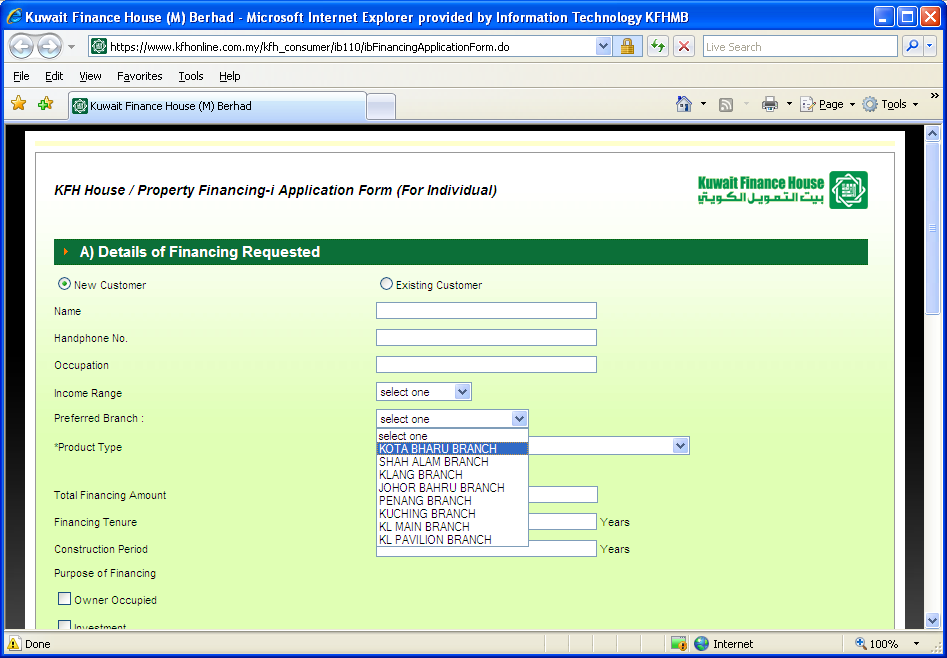 Kuwait Finance House (M) Berhad - Microsoft Internet Explorer provided by Information Technology KFHMB
https://www.kfhonline.com.my/kfh_consumer/ib110/ibFinancingApplicationForm.do
Live Search
File Edit View Favorites Tools Help
Kuwait Finance House (M) Berhad
Page Tools »
KFH House / Property Financing-i Application Form (For Individual)
Kuwait Finance House
بيت التمويل الكويتي
A) Details of Financing Requested
New Customer Existing Customer
Name
Handphone No.
Occupation
Income Range select one
Preferred Branch : select one
select one
*Product Type KOTA BHARU BRANCH
SHAH ALAM BRANCH
KLANG BRANCH
JOHOR BAHRU BRANCH
Total Financing Amount PENANG BRANCH
KUCHING BRANCH
Financing Tenure KL MAIN BRANCH Years
KL PAVILION BRANCH
Construction Period Years
Purpose of Financing
Owner Occupied
Investment
Done Internet 100%